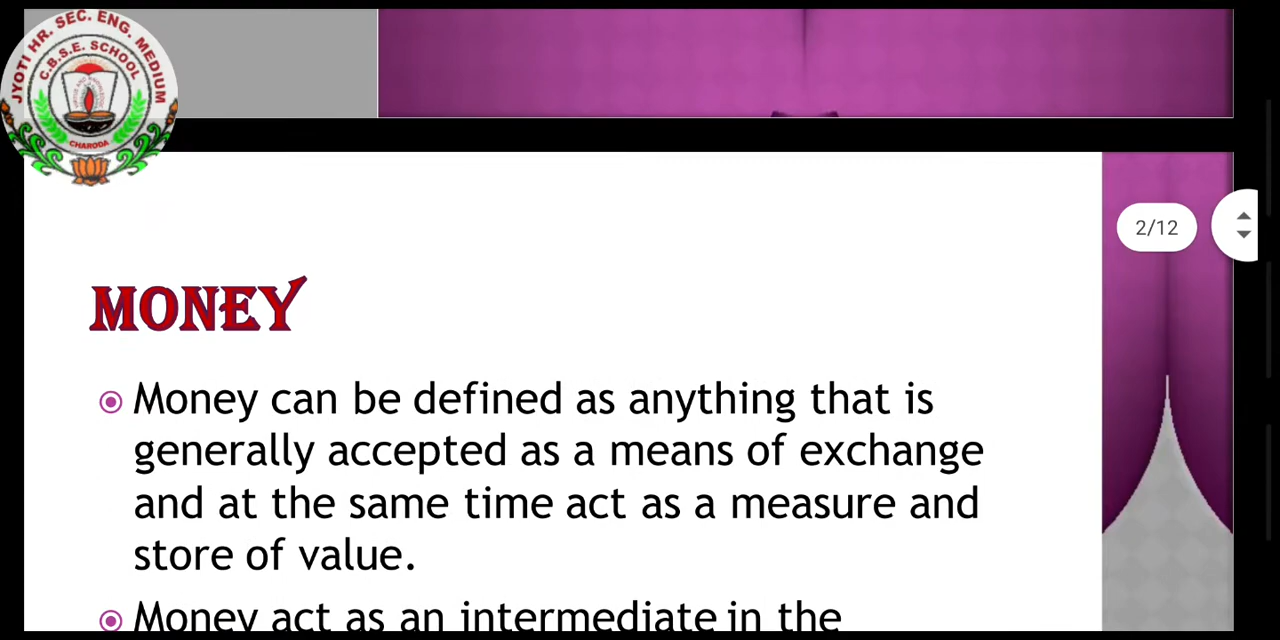 JYOTI HR. SEC. ENG. MEDIUM
C.B.S.E. SCHOOL
CHARODA
2/12
MONEY
Money can be defined as anything that is
generally accepted as a means of exchange
and at the same time act as a measure and
store of value.
Money act as an intermediate in the